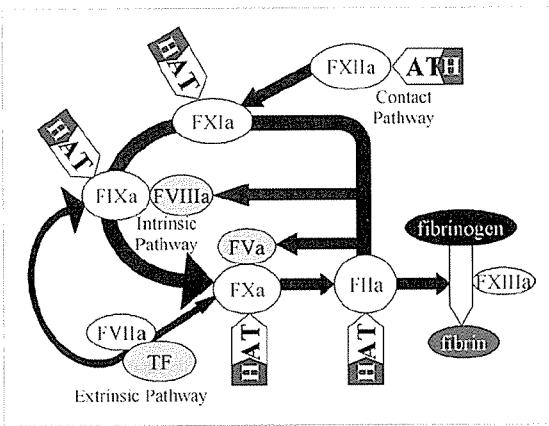 HAT
FXIIa
ATH
Contact
Pathway
FXIa
HAT
FIXa
FVIIIa
Intrinsic
Pathway
FVa
fibrinogen
FXa
FIIa
FXIIIa
FVIIa
TF
HAT
HAT
fibrin
Extrinsic Pathway